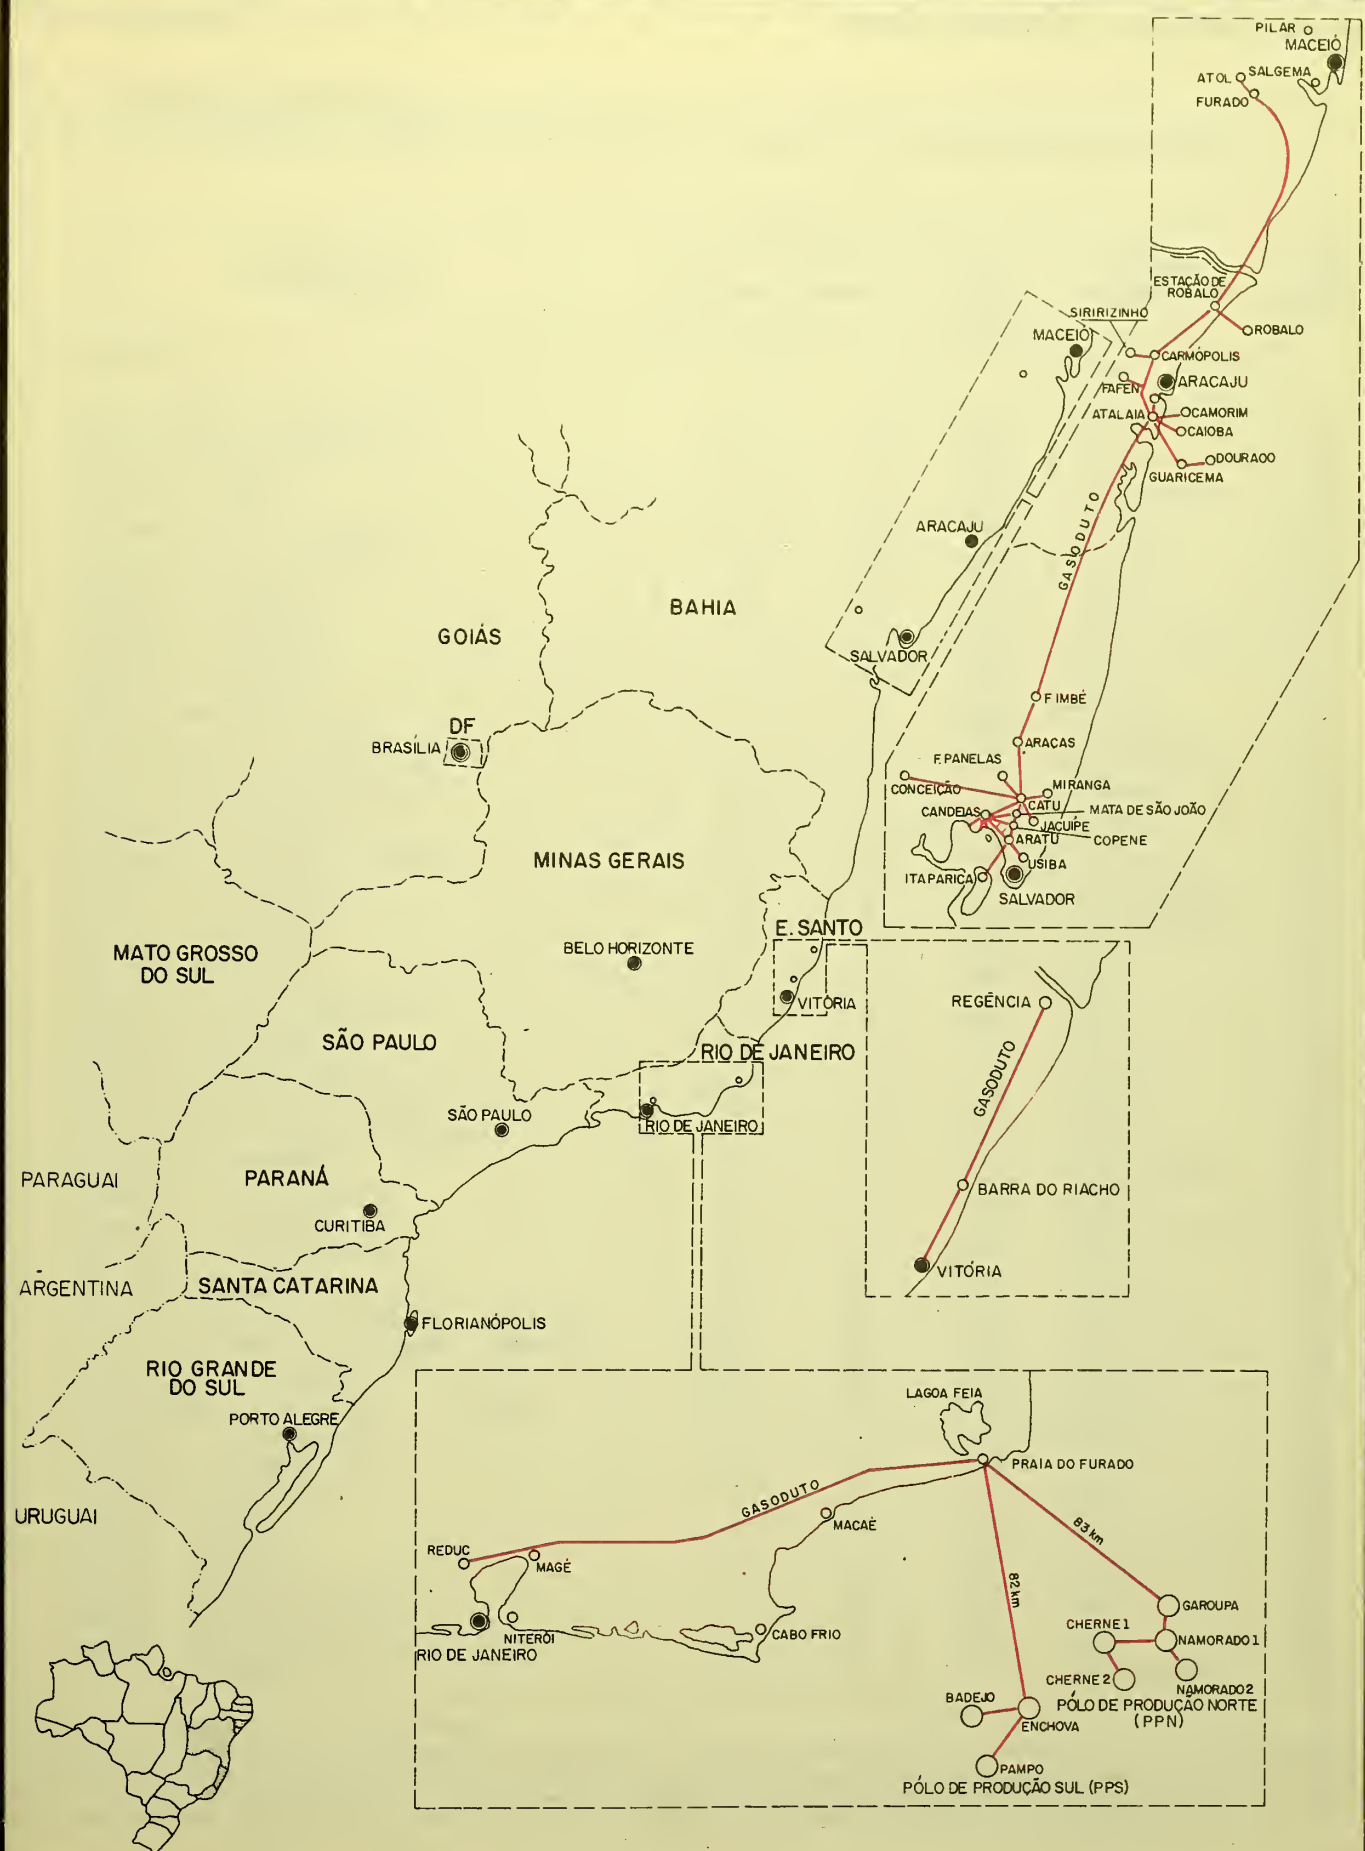 PILAR
MACEIÓ
ATOL
SALGEMA
FURADO
ESTAÇÃO DE
ROBALO
ROBALO
SIRIRIZINHO
MACEIÓ
CARMÓPOLIS
FAFEN
ARACAJU
ATALAIA
CAMORIM
CAIOBA
DOURADO
GUARICEMA
GASODUTO
ARACAJU
BAHIA
GOIÁS
SALVADOR
F IMBÉ
DF
BRASÍLIA
ARAÇAS
F. PANELAS
CONCEIÇÃO
MIRANGA
CATU
CANDEIAS
MATA DE SÃO JOÃO
JACUÍPE
ARATU
COPENE
USIBA
ITAPARICA
SALVADOR
MINAS GERAIS
E. SANTO
BELO HORIZONTE
VITÓRIA
MATO GROSSO
DO SUL
REGÊNCIA
SÃO PAULO
RIO DE JANEIRO
GASODUTO
SÃO PAULO
RIO DE JANEIRO
PARAGUAI
PARANÁ
BARRA DO RIACHO
CURITIBA
VITÓRIA
ARGENTINA
SANTA CATARINA
FLORIANÓPOLIS
RIO GRANDE
DO SUL
PORTO ALEGRE
URUGUAI
LAGOA FEIA
PRAIA DO FURADO
GASODUTO
MACAÉ
83 km
REDUC
MAGÉ
82 km
GAROUPA
CHERNE 1
NAMORADO 1
NITERÓI
CABO FRIO
RIO DE JANEIRO
CHERNE 2
NAMORADO 2
BADEJO
PÓLO DE PRODUÇÃO NORTE
(PPN)
ENCHOVA
PAMPO
PÓLO DE PRODUÇÃO SUL (PPS)